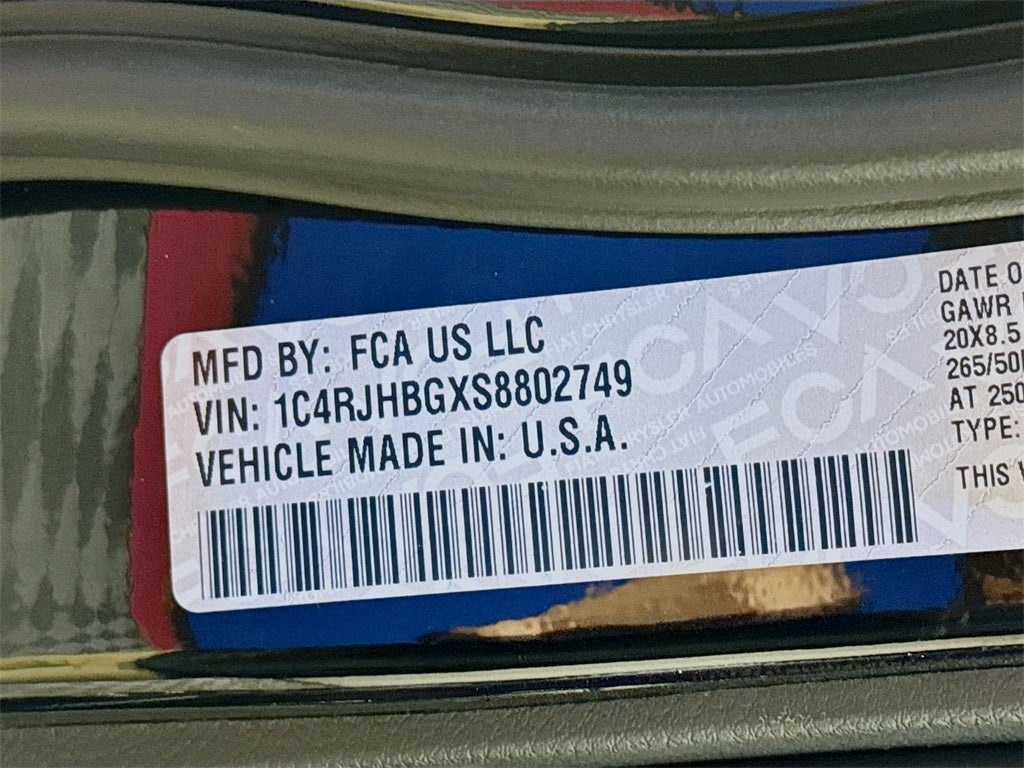 MFD BY: FCA US LLC
VIN: 1C4RJHBGXS8802749
VEHICLE MADE IN: U.S.A.
DATE O
GAWR
20X8.5
265/50
AT 250
TYPE:
THIS